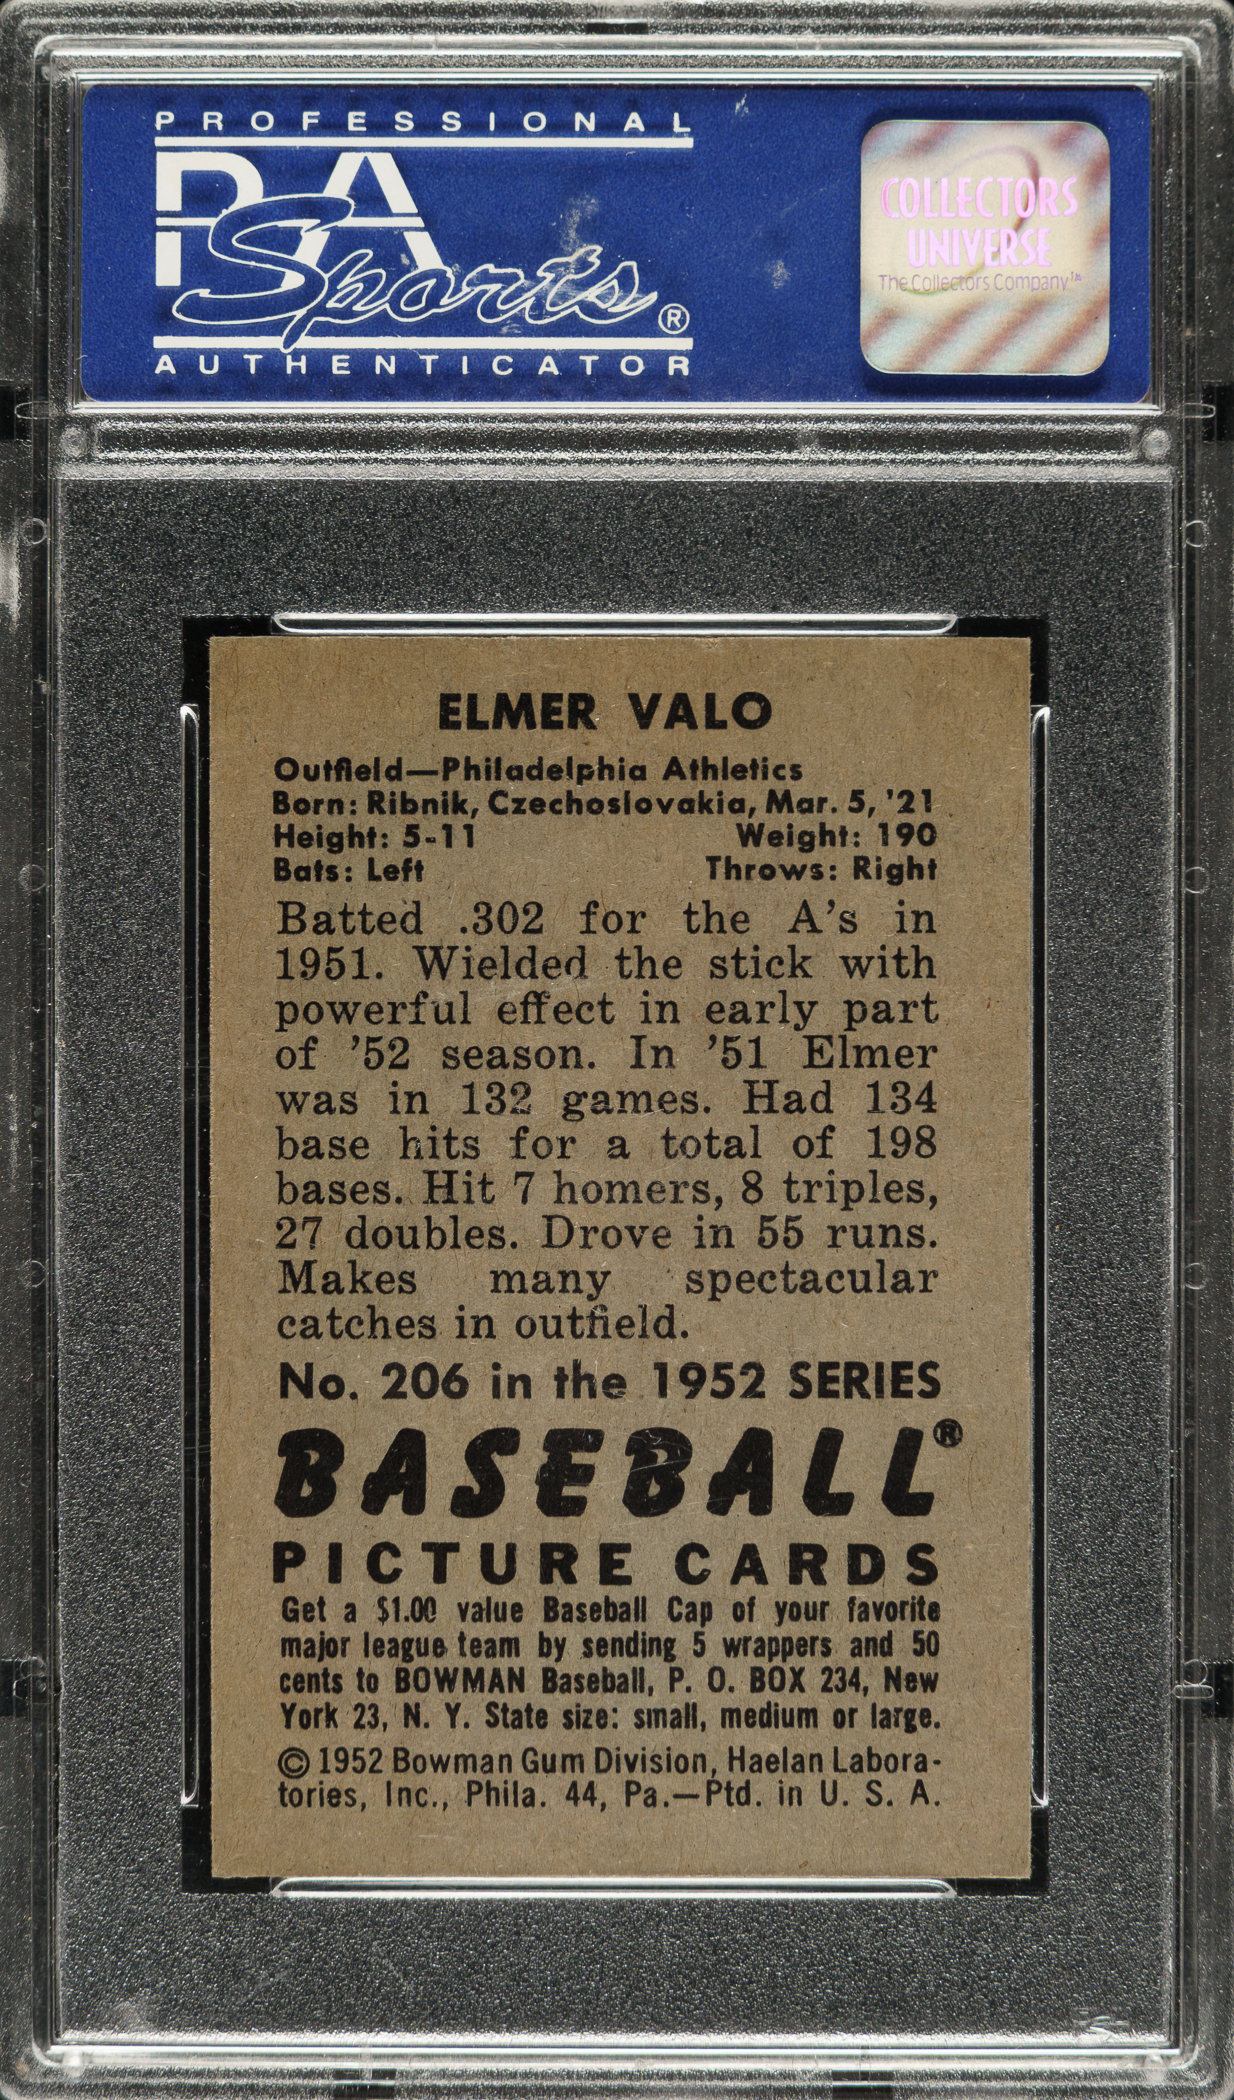 PROFESSIONAL
PSA
Sports®
AUTHENTICATOR
COLLECTORS
UNIVERSE
The Collectors Company™
ELMER VALO
Outfield—Philadelphia Athletics
Born: Ribnik, Czechoslovakia, Mar. 5, '21
Height: 5-11 Weight: 190
Bats: Left Throws: Right
Batted .302 for the A's in
1951. Wielded the stick with
powerful effect in early part
of '52 season. In '51 Elmer
was in 132 games. Had 134
base hits for a total of 198
bases. Hit 7 homers, 8 triples,
27 doubles. Drove in 55 runs.
Makes many spectacular
catches in outfield.
No. 206 in the 1952 SERIES
BASEBALL®
PICTURE CARDS
Get a $1.00 value Baseball Cap of your favorite
major league team by sending 5 wrappers and 50
cents to BOWMAN Baseball, P. O. BOX 234, New
York 23, N. Y. State size: small, medium or large.
© 1952 Bowman Gum Division, Haelan Labora-
tories, Inc., Phila. 44, Pa.—Ptd. in U. S. A.